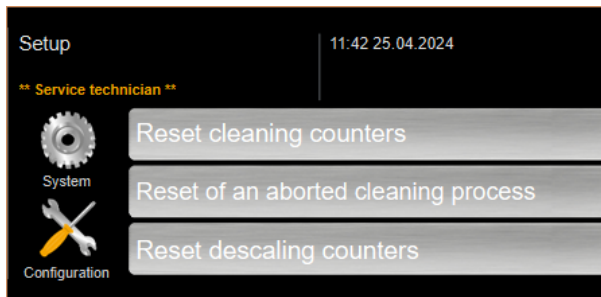 Setup
11:42 25.04.2024
** Service technician **
System
Configuration
Reset cleaning counters
Reset of an aborted cleaning process
Reset descaling counters